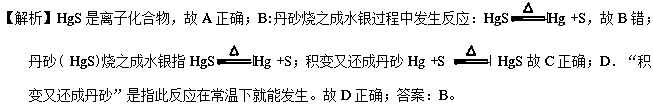 【解析】HgS 是离子化合物，故 A 正确；B:丹砂烧之成水银过程中发生反应：HgS Δ Hg +S，故 B 错；
丹砂( HgS)烧之成水银指 HgS Δ Hg +S；积变又还成丹砂 Hg +S Δ HgS 故 C 正确；D．“积
变又还成丹砂”是指此反应在常温下就能发生。故 D 正确；答案：B。